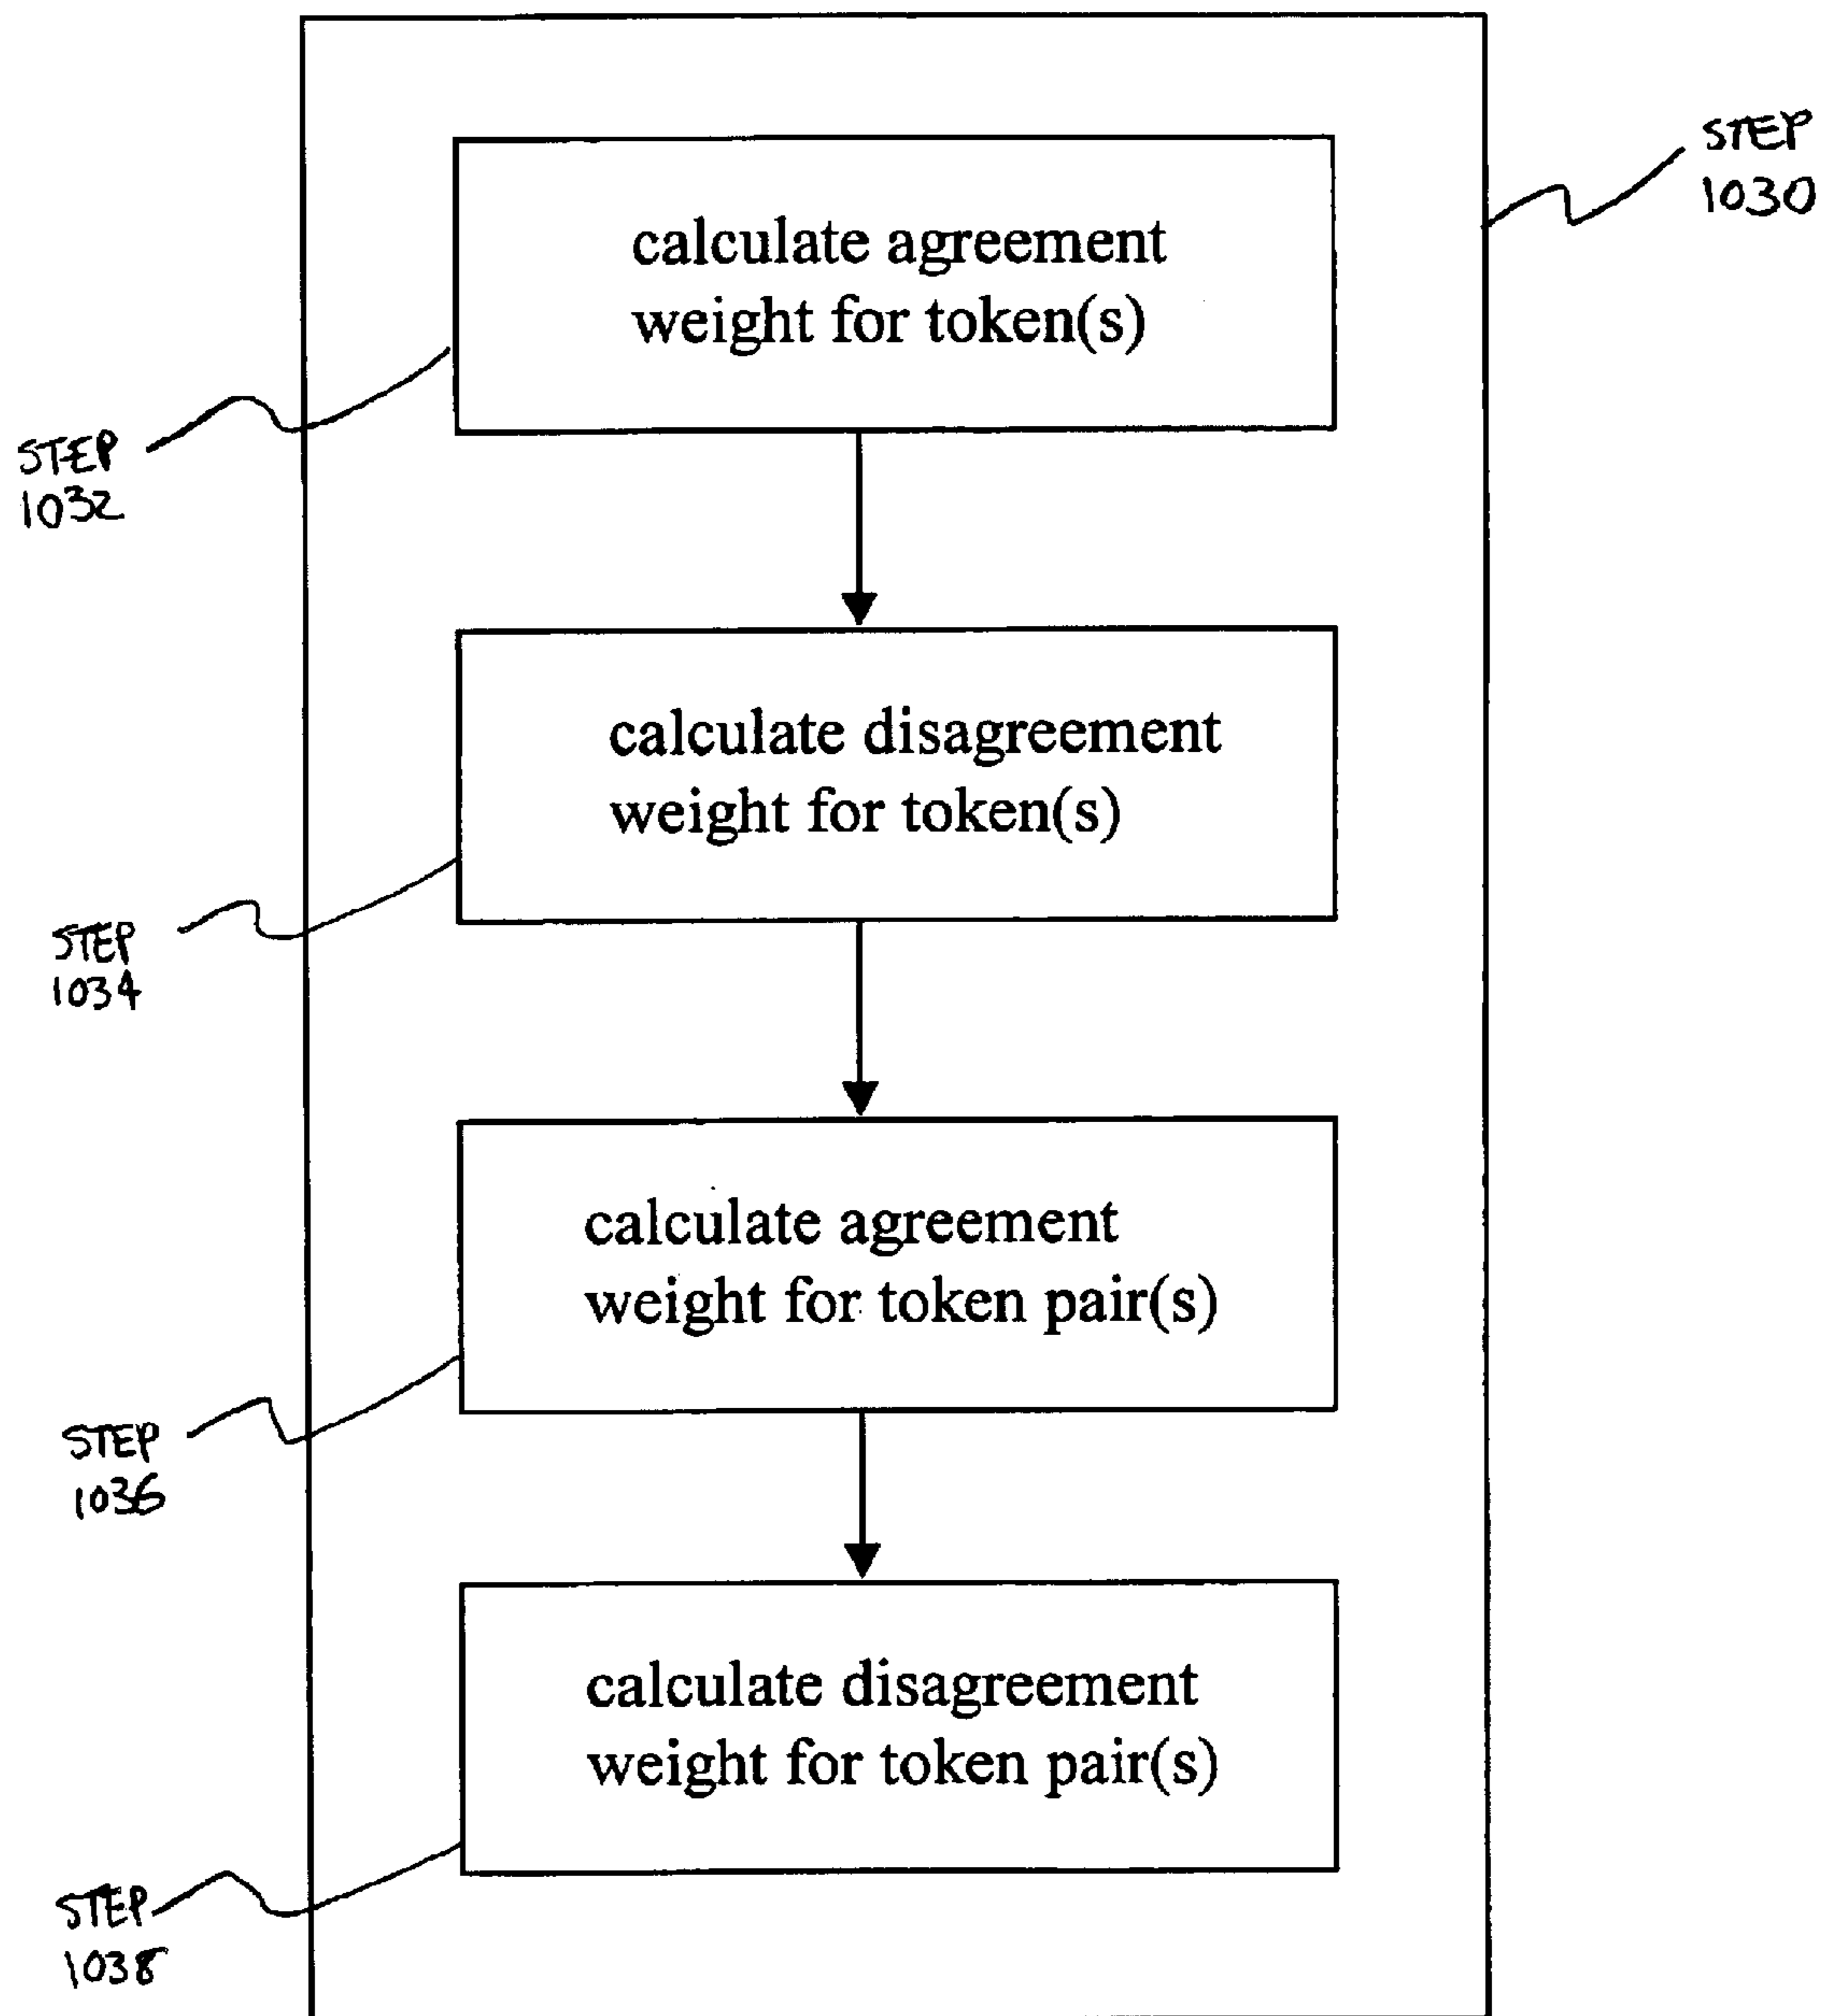 STEP
1030
calculate agreement
weight for token(s)
STEP
1032
calculate disagreement
weight for token(s)
STEP
1034
calculate agreement
weight for token pair(s)
STEP
1036
calculate disagreement
weight for token pair(s)
STEP
1038